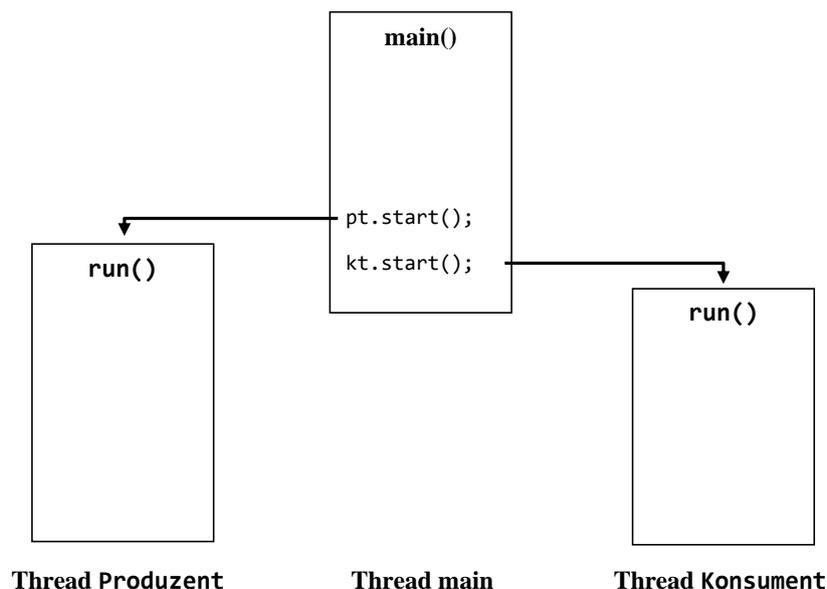 main()
pt.start();
kt.start();
run()
run()
Thread Produzent
Thread main
Thread Konsument